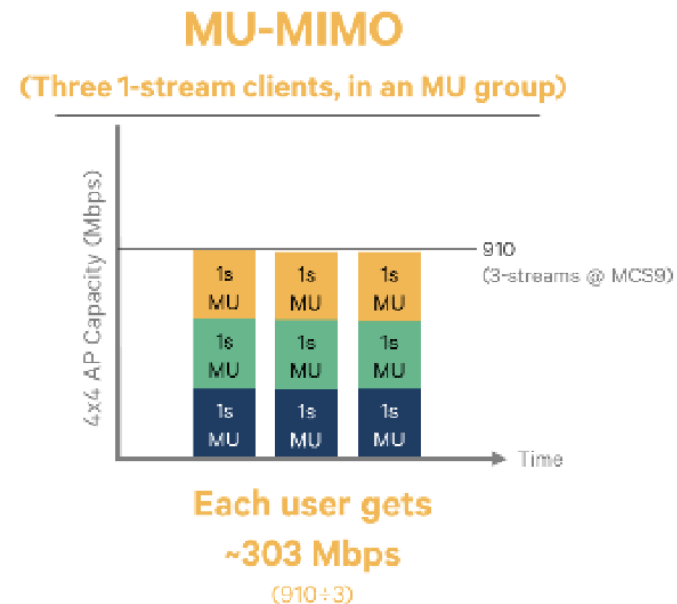 MU-MIMO
(Three 1-stream clients, in an MU group)
4x4 AP Capacity (Mbps)
910
(3-streams @ MCS9)
1s
MU
1s
MU
1s
MU
1s
MU
1s
MU
1s
MU
1s
MU
1s
MU
1s
MU
Time
Each user gets
~303 Mbps
(910÷3)